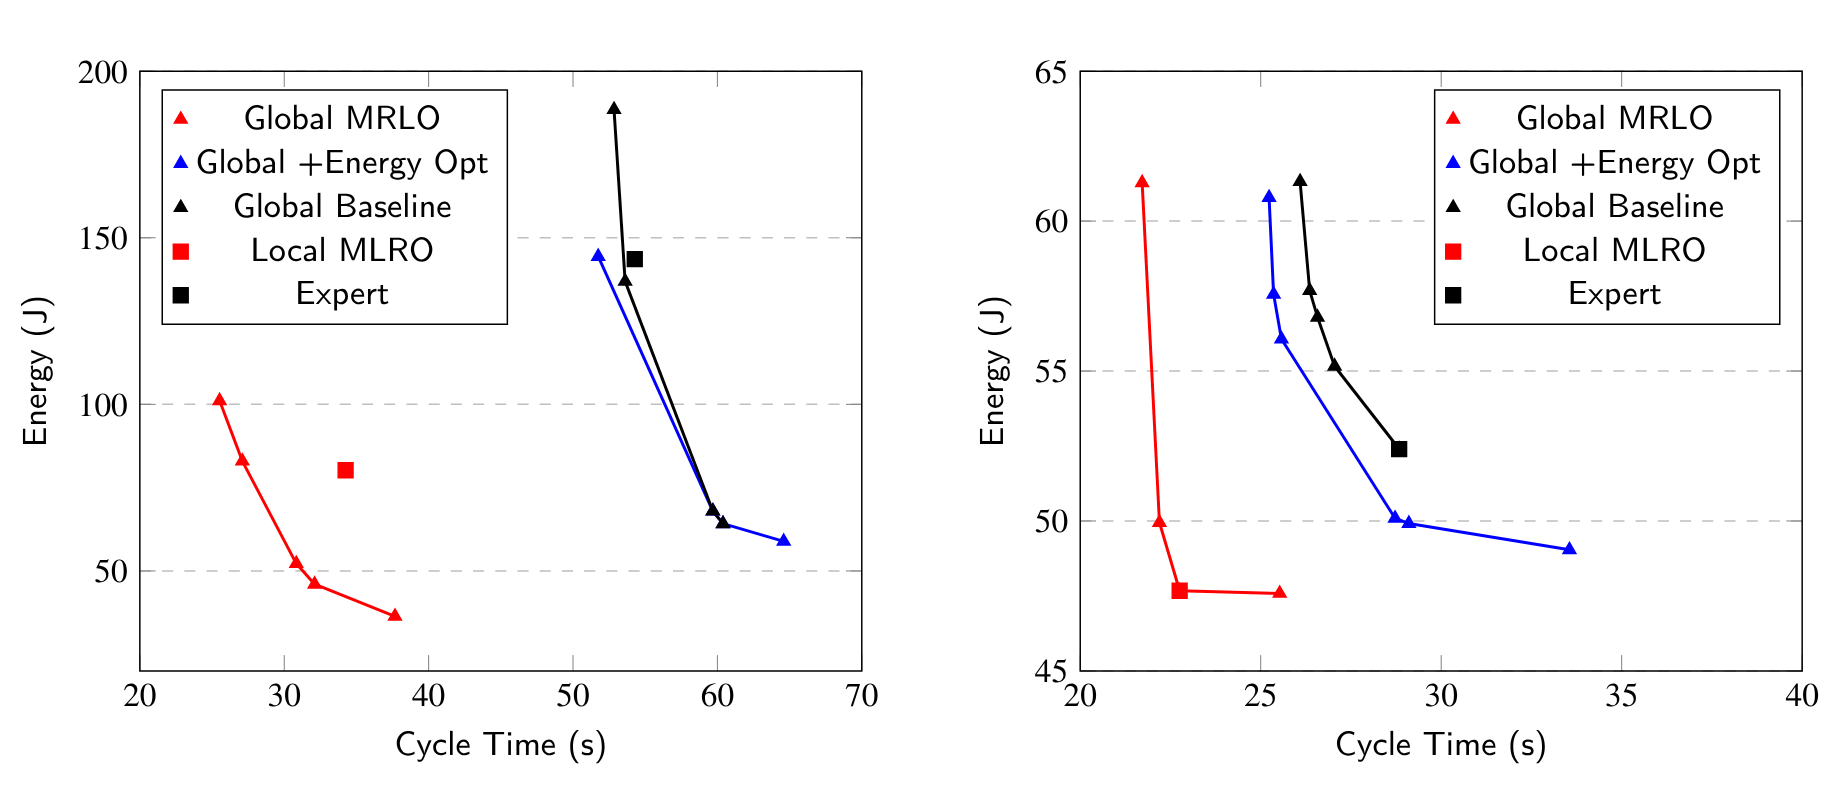 200
150
100
50
Energy (J)
Global MRLO
Global +Energy Opt
Global Baseline
Local MLRO
Expert
20 30 40 50 60 70
Cycle Time (s)
65
60
55
50
45
Energy (J)
Global MRLO
Global +Energy Opt
Global Baseline
Local MLRO
Expert
20 25 30 35 40
Cycle Time (s)